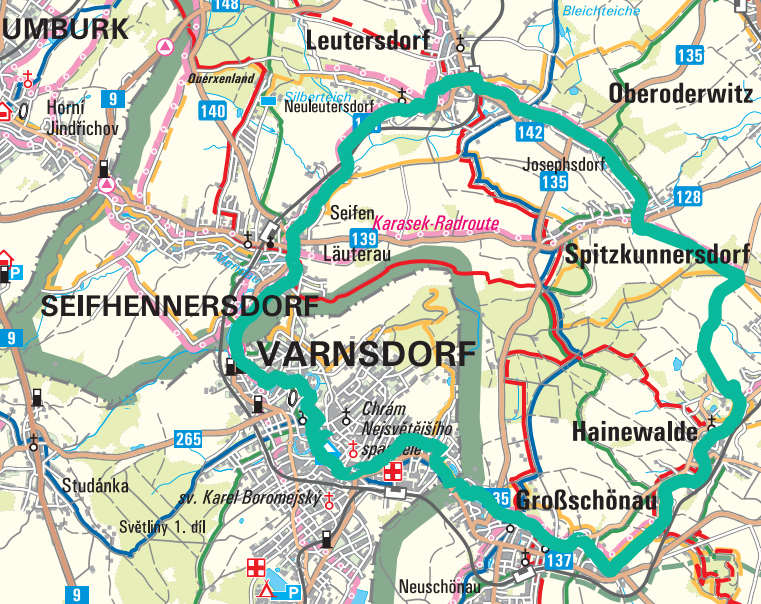 UMBURK
148
Leutersdorf
Bleichteiche
135
9
Horní
Jindřichov
Querxenland
140
Silberteich
Neuleutersdorf
Oberoderwitz
142
Josephsdorf
135
128
Seifen
Karasek-Radroute
139
Läuterau
Spitzkunnersdorf
P
SEIFHENNERSDORF
9
VARNSDORF
Chrám
Nejsvětějšího
Hainewalde
265
Studánka
sv. Karel Boromejský
Großschönau
Světliny 1. díl
137
Neuschönau
9
P